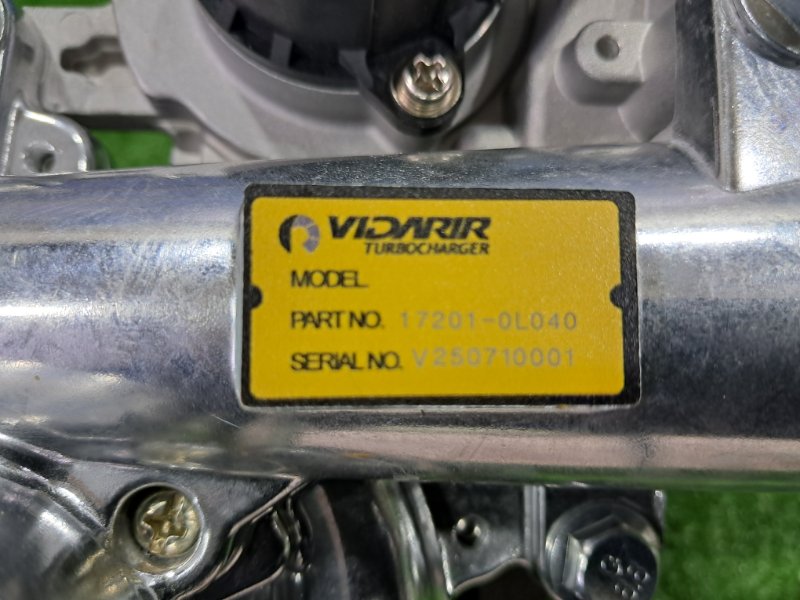 VIDARIR
TURBOCHARGER
MODEL
PART NO. 17201-0L040
SERIAL NO. V250710001